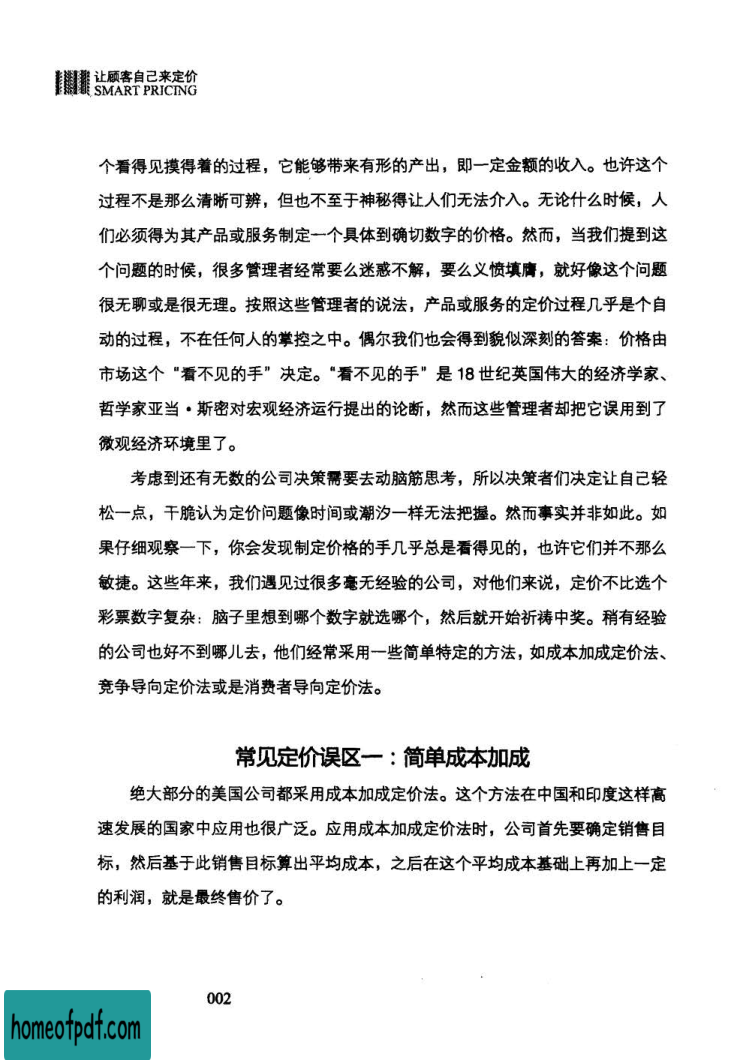 让顾客自己来定价
SMART PRICING
个看得见摸得着的过程，它能够带来有形的产出，即一定金额的收入。也许这个
过程不是那么清晰可辨，但也不至于神秘得让人们无法介入。无论什么时候，人
们必须得为其产品或服务制定一个具体到确切数字的价格。然而，当我们提到这
个问题的时候，很多管理者经常要么迷惑不解，要么义愤填膺，就好像这个问题
很无聊或是很无理。按照这些管理者的说法，产品或服务的定价过程几乎是个自
动的过程，不在任何人的掌控之中。偶尔我们也会得到貌似深刻的答案：价格由
市场这个“看不见的手”决定。“看不见的手”是18世纪英国伟大的经济学家、
哲学家亚当·斯密对宏观经济运行提出的论断，然而这些管理者却把它误用到了
微观经济环境里了。
考虑到还有无数的公司决策需要去动脑筋思考，所以决策者们决定让自己轻
松一点，干脆认为定价问题像时间或潮汐一样无法把握。然而事实并非如此。如
果仔细观察一下，你会发现制定价格的手几乎总是看得见的，也许它们并不那么
敏捷。这些年来，我们遇见过很多毫无经验的公司，对他们来说，定价不比选个
彩票数字复杂：脑子里想到哪个数字就选哪个，然后就开始祈祷中奖。稍有经验
的公司也好不到哪儿去，他们经常采用一些简单特定的方法，如成本加成定价法、
竞争导向定价法或是消费者导向定价法。
常见定价误区一：简单成本加成
绝大部分的美国公司都采用成本加成定价法。这个方法在中国和印度这样高
速发展的国家中应用也很广泛。应用成本加成定价法时，公司首先要确定销售目
标，然后基于此销售目标算出平均成本，之后在这个平均成本基础上再加上一定
的利润，就是最终售价了。
002
homeofpdf.com